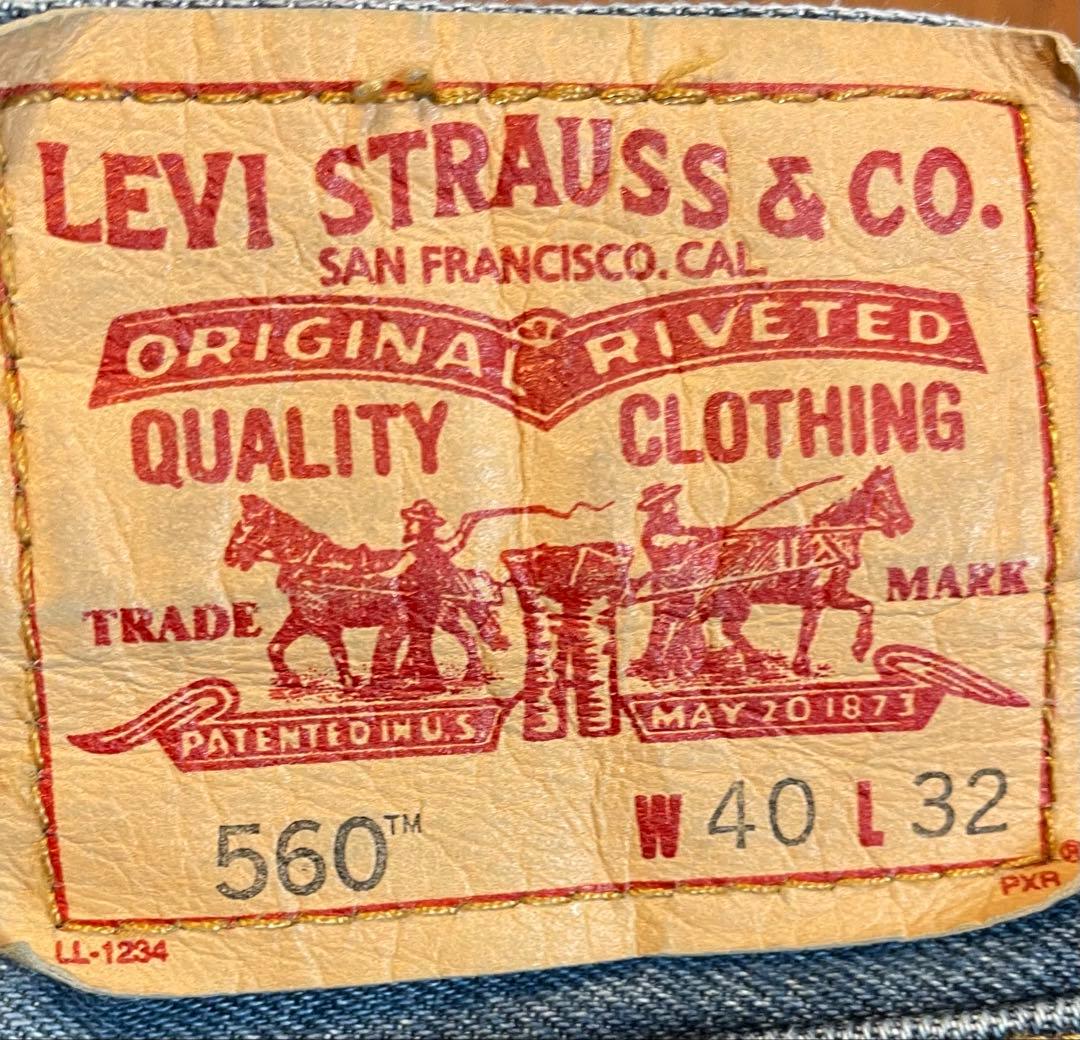 LEVI STRAUSS & CO.
SAN FRANCISCO. CAL.
ORIGINAL RIVETED
QUALITY CLOTHING
TRADE MARK
PATENTED IN U.S. MAY 20 1873
560™ W 40 L 32
®
PXR
LL-1234